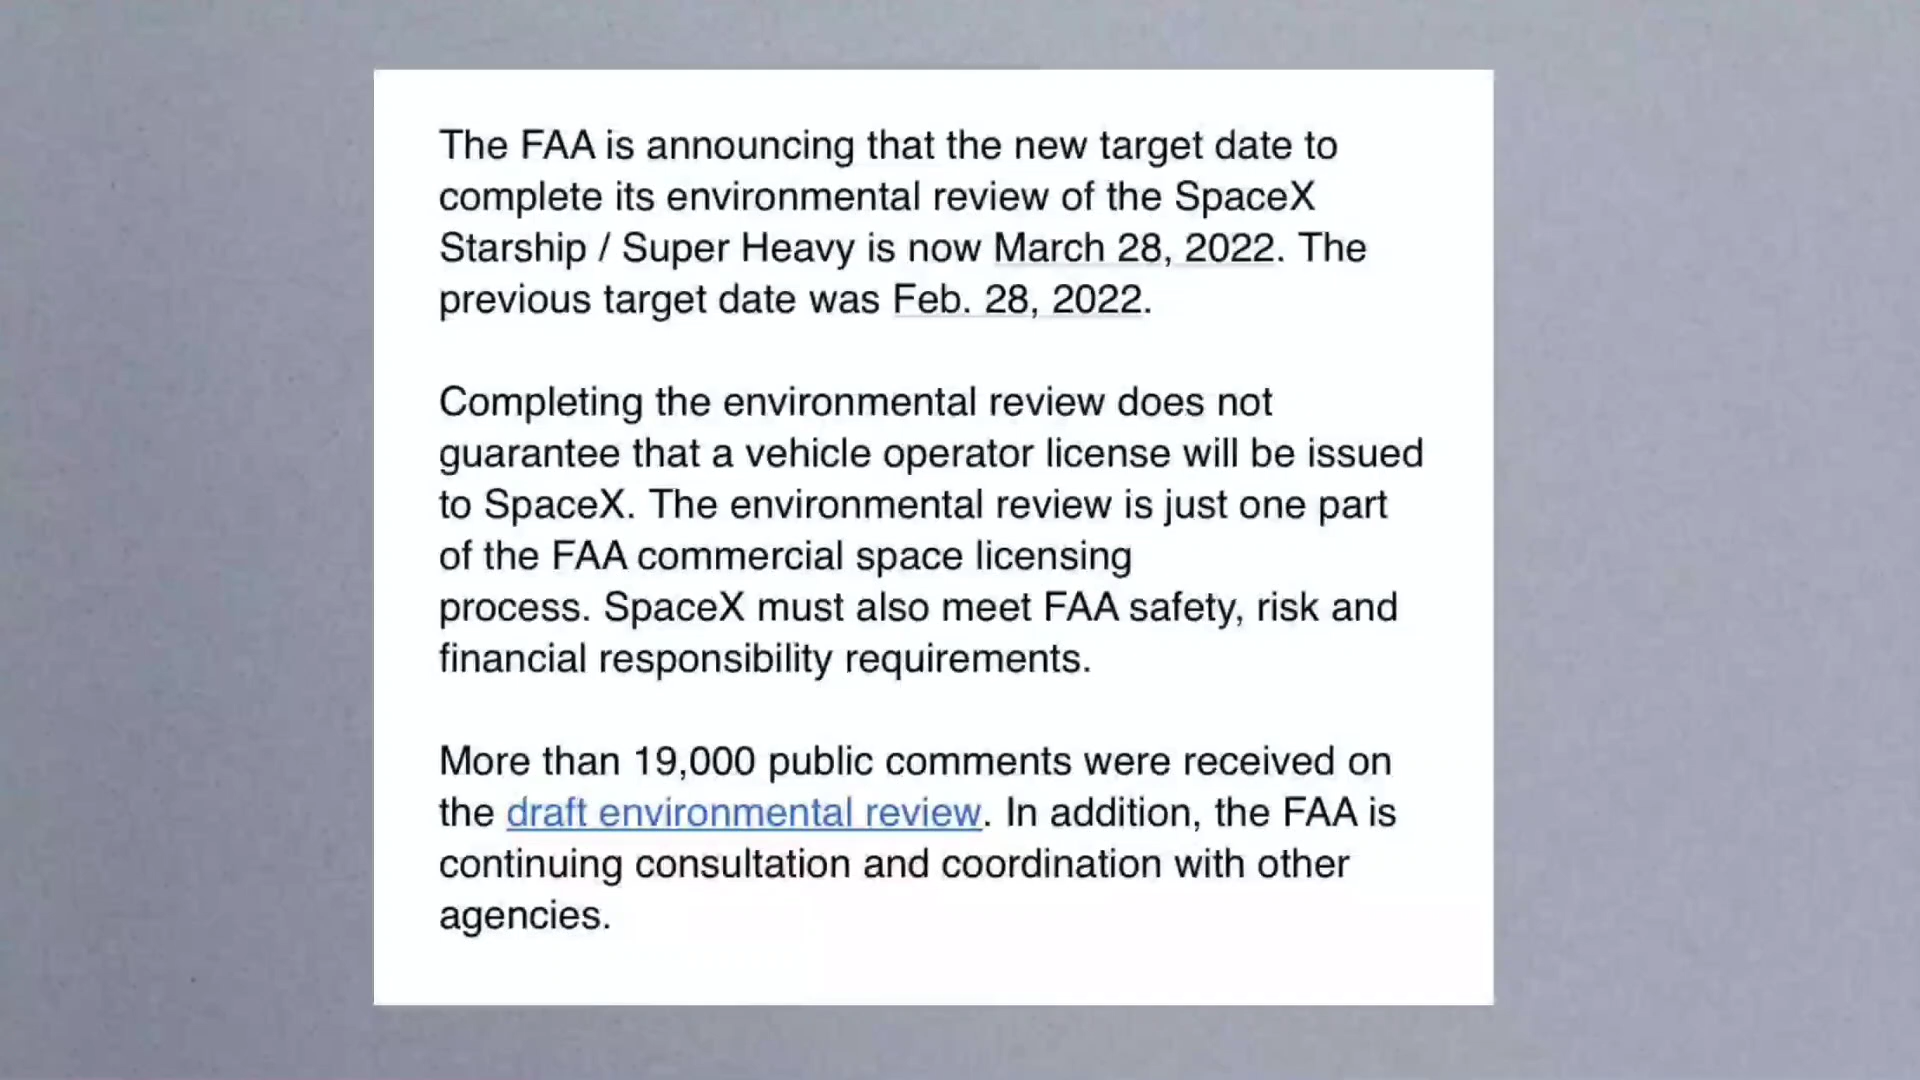 The FAA is announcing that the new target date to
complete its environmental review of the SpaceX
Starship / Super Heavy is now March 28, 2022. The
previous target date was Feb. 28, 2022.
Completing the environmental review does not
guarantee that a vehicle operator license will be issued
to SpaceX. The environmental review is just one part
of the FAA commercial space licensing
process. SpaceX must also meet FAA safety, risk and
financial responsibility requirements.
More than 19,000 public comments were received on
the draft environmental review. In addition, the FAA is
continuing consultation and coordination with other
agencies.